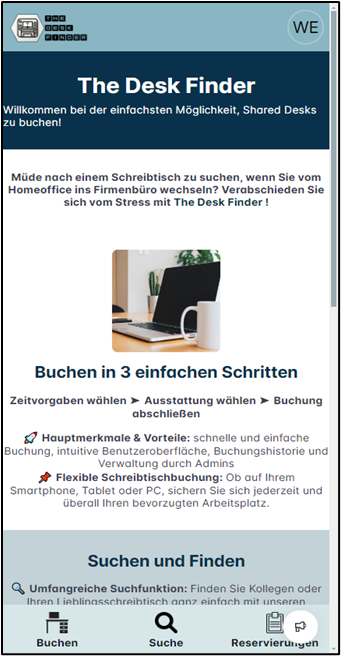 THE
DESK
FINDER
WE
The Desk Finder
Willkommen bei der einfachsten Möglichkeit, Shared Desks
zu buchen!
Müde nach einem Schreibtisch zu suchen, wenn Sie vom
Homeoffice ins Firmenbüro wechseln? Verabschieden Sie
sich vom Stress mit The Desk Finder !
Buchen in 3 einfachen Schritten
Zeitvorgaben wählen ➤ Ausstattung wählen ➤ Buchung
abschließen
🚀 Hauptmerkmale & Vorteile: schnelle und einfache
Buchung, intuitive Benutzeroberfläche, Buchungshistorie und
Verwaltung durch Admins
📌 Flexible Schreibtischbuchung: Ob auf Ihrem
Smartphone, Tablet oder PC, sichern Sie sich jederzeit und
überall Ihren bevorzugten Arbeitsplatz.
Suchen und Finden
🔍 Umfangreiche Suchfunktion: Finden Sie Kollegen oder
Ihren Lieblingsschreibtisch ganz einfach mit unseren
Buchen
Suche
Reservierungen